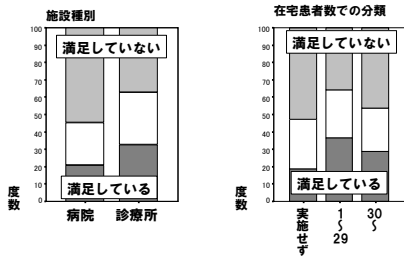 施設種別
100
90
80
70
60
50
40
30
20
10
0
満足していない
満足している
度数
病院 診療所
在宅患者数での分類
100
90
80
70
60
50
40
30
20
10
0
満足していない
満足している
度数
実施せず
1〜29
30〜